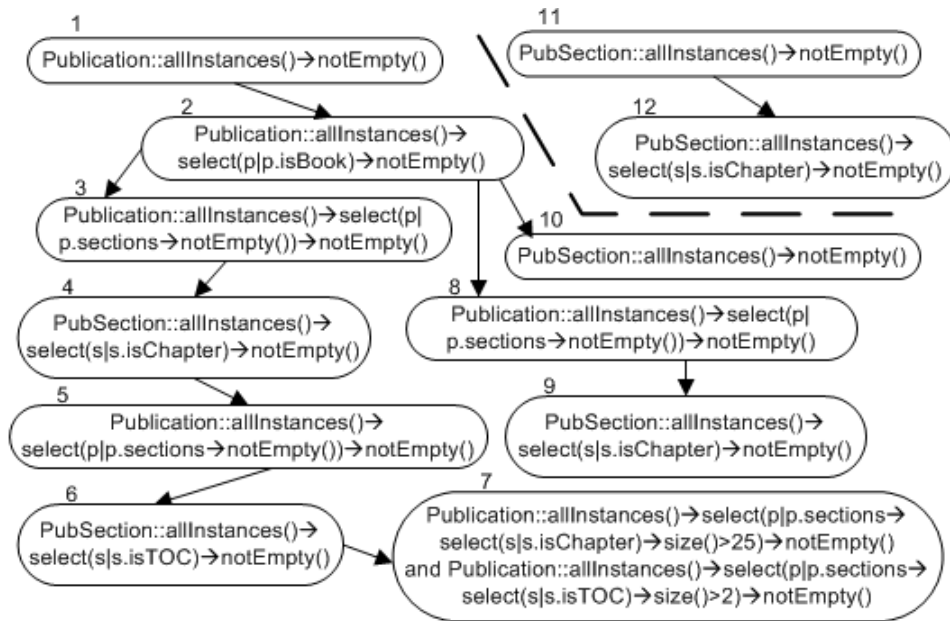 1
Publication::allInstances()→notEmpty()
2
Publication::allInstances()→
select(p|p.isBook)→notEmpty()
3
Publication::allInstances()→select(p|
p.sections→notEmpty())→notEmpty()
4
PubSection::allInstances()→
select(s|s.isChapter)→notEmpty()
5
Publication::allInstances()→
select(p|p.sections→notEmpty())→notEmpty()
6
PubSection::allInstances()→
select(s|s.isTOC)→notEmpty()
7
Publication::allInstances()→select(p|p.sections→
select(s|s.isChapter)→size()>25)→notEmpty()
and Publication::allInstances()→select(p|p.sections→
select(s|s.isTOC)→size()>2)→notEmpty()
8
Publication::allInstances()→select(p|
p.sections→notEmpty())→notEmpty()
9
PubSection::allInstances()→
select(s|s.isChapter)→notEmpty()
10
PubSection::allInstances()→notEmpty()
11
PubSection::allInstances()→notEmpty()
12
PubSection::allInstances()→
select(s|s.isChapter)→notEmpty()